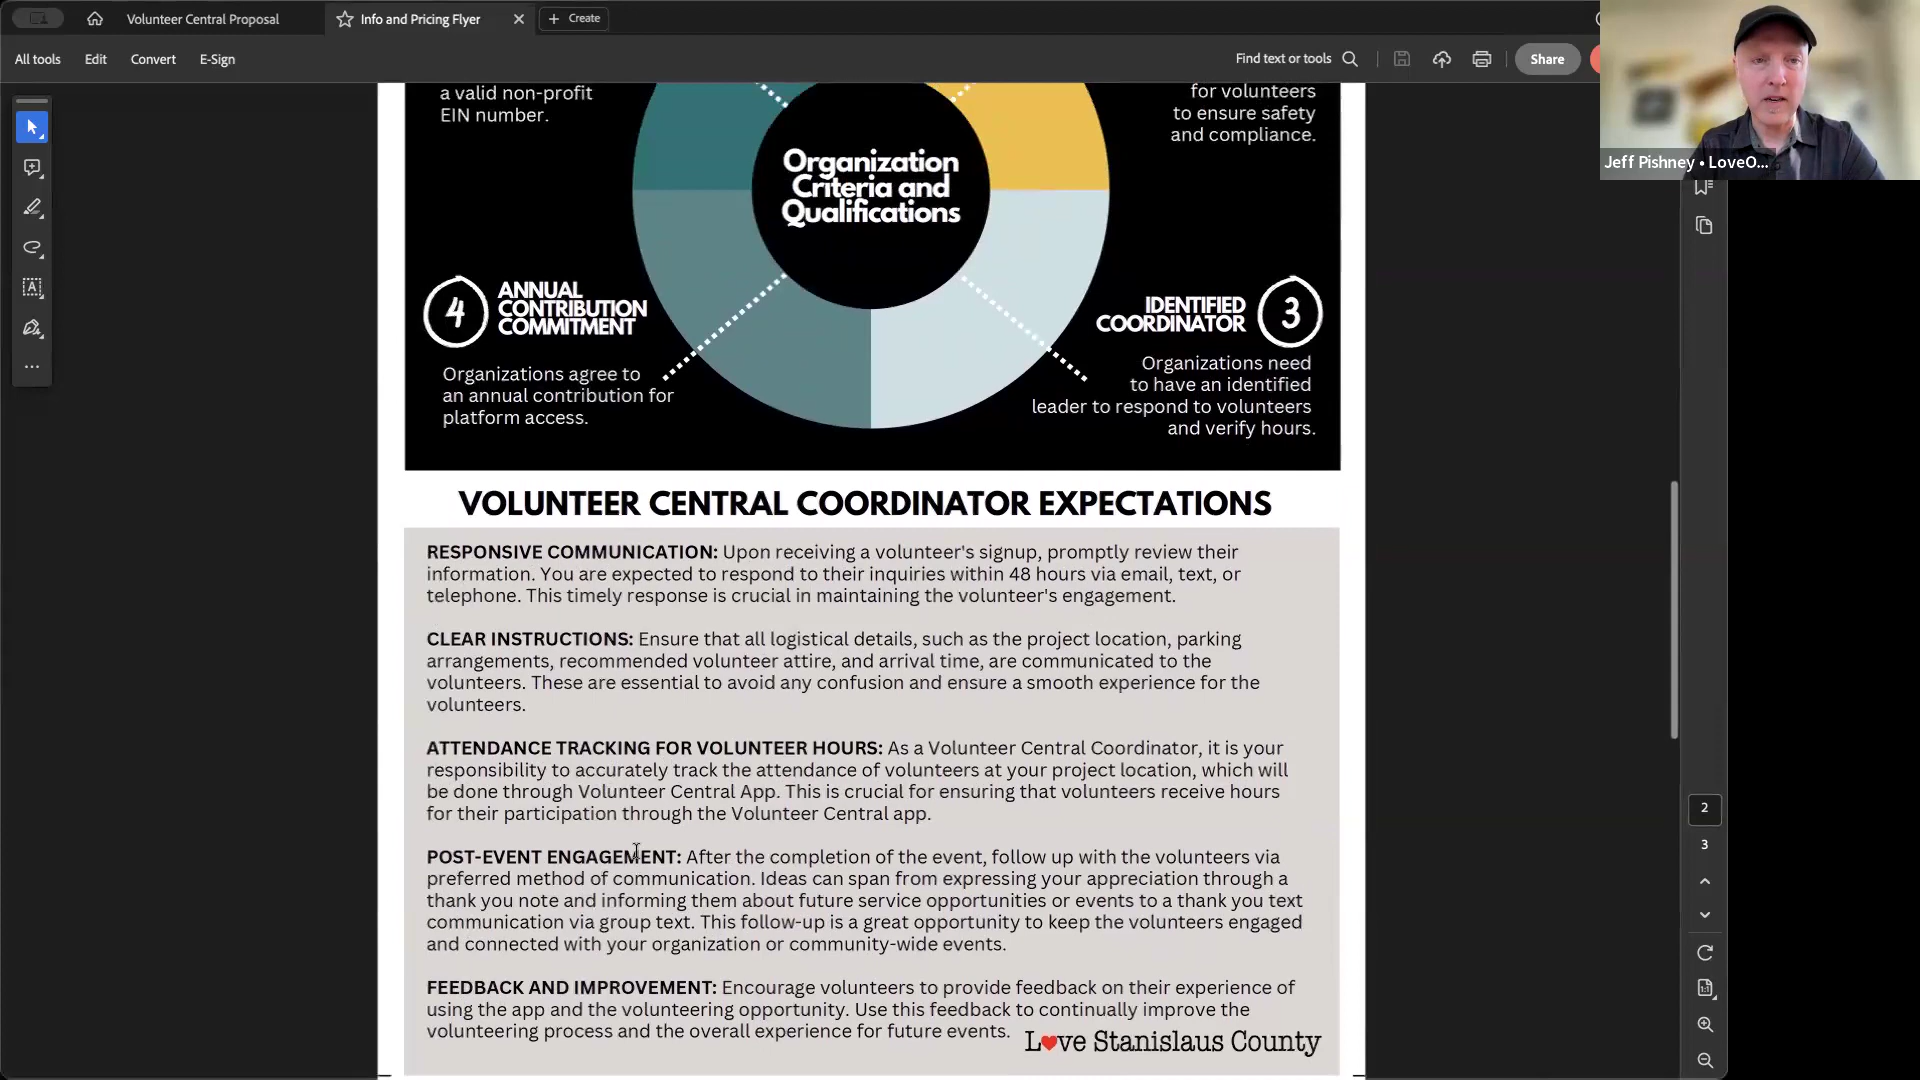 Volunteer Central Proposal
Info and Pricing Flyer
Create
All tools
Edit
Convert
E-Sign
Find text or tools
Share
Jeff Pishney • LoveO...
a valid non-profit
EIN number.
for volunteers
to ensure safety
and compliance.
Organization
Criteria and
Qualifications
4
ANNUAL
CONTRIBUTION
COMMITMENT
Organizations agree to
an annual contribution for
platform access.
IDENTIFIED
COORDINATOR
3
Organizations need
to have an identified
leader to respond to volunteers
and verify hours.
VOLUNTEER CENTRAL COORDINATOR EXPECTATIONS
RESPONSIVE COMMUNICATION: Upon receiving a volunteer's signup, promptly review their
information. You are expected to respond to their inquiries within 48 hours via email, text, or
telephone. This timely response is crucial in maintaining the volunteer's engagement.
CLEAR INSTRUCTIONS: Ensure that all logistical details, such as the project location, parking
arrangements, recommended volunteer attire, and arrival time, are communicated to the
volunteers. These are essential to avoid any confusion and ensure a smooth experience for the
volunteers.
ATTENDANCE TRACKING FOR VOLUNTEER HOURS: As a Volunteer Central Coordinator, it is your
responsibility to accurately track the attendance of volunteers at your project location, which will
be done through Volunteer Central App. This is crucial for ensuring that volunteers receive hours
for their participation through the Volunteer Central app.
POST-EVENT ENGAGEMENT: After the completion of the event, follow up with the volunteers via
preferred method of communication. Ideas can span from expressing your appreciation through a
thank you note and informing them about future service opportunities or events to a thank you text
communication via group text. This follow-up is a great opportunity to keep the volunteers engaged
and connected with your organization or community-wide events.
FEEDBACK AND IMPROVEMENT: Encourage volunteers to provide feedback on their experience of
using the app and the volunteering opportunity. Use this feedback to continually improve the
volunteering process and the overall experience for future events.
Love Stanislaus County
2
3
1:1